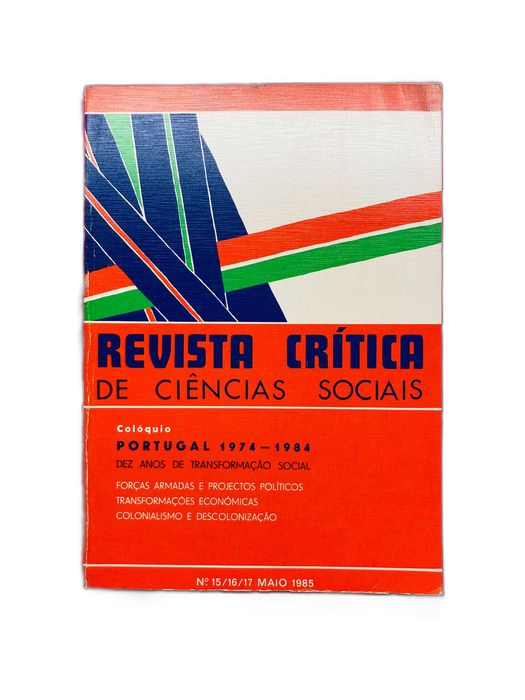 REVISTA CRÍTICA
DE CIÊNCIAS SOCIAIS
Colóquio
PORTUGAL 1974–1984
DEZ ANOS DE TRANSFORMAÇÃO SOCIAL
FORÇAS ARMADAS E PROJECTOS POLÍTICOS
TRANSFORMAÇÕES ECONÓMICAS
COLONIALISMO E DESCOLONIZAÇÃO
Nº 15/16/17 MAIO 1985